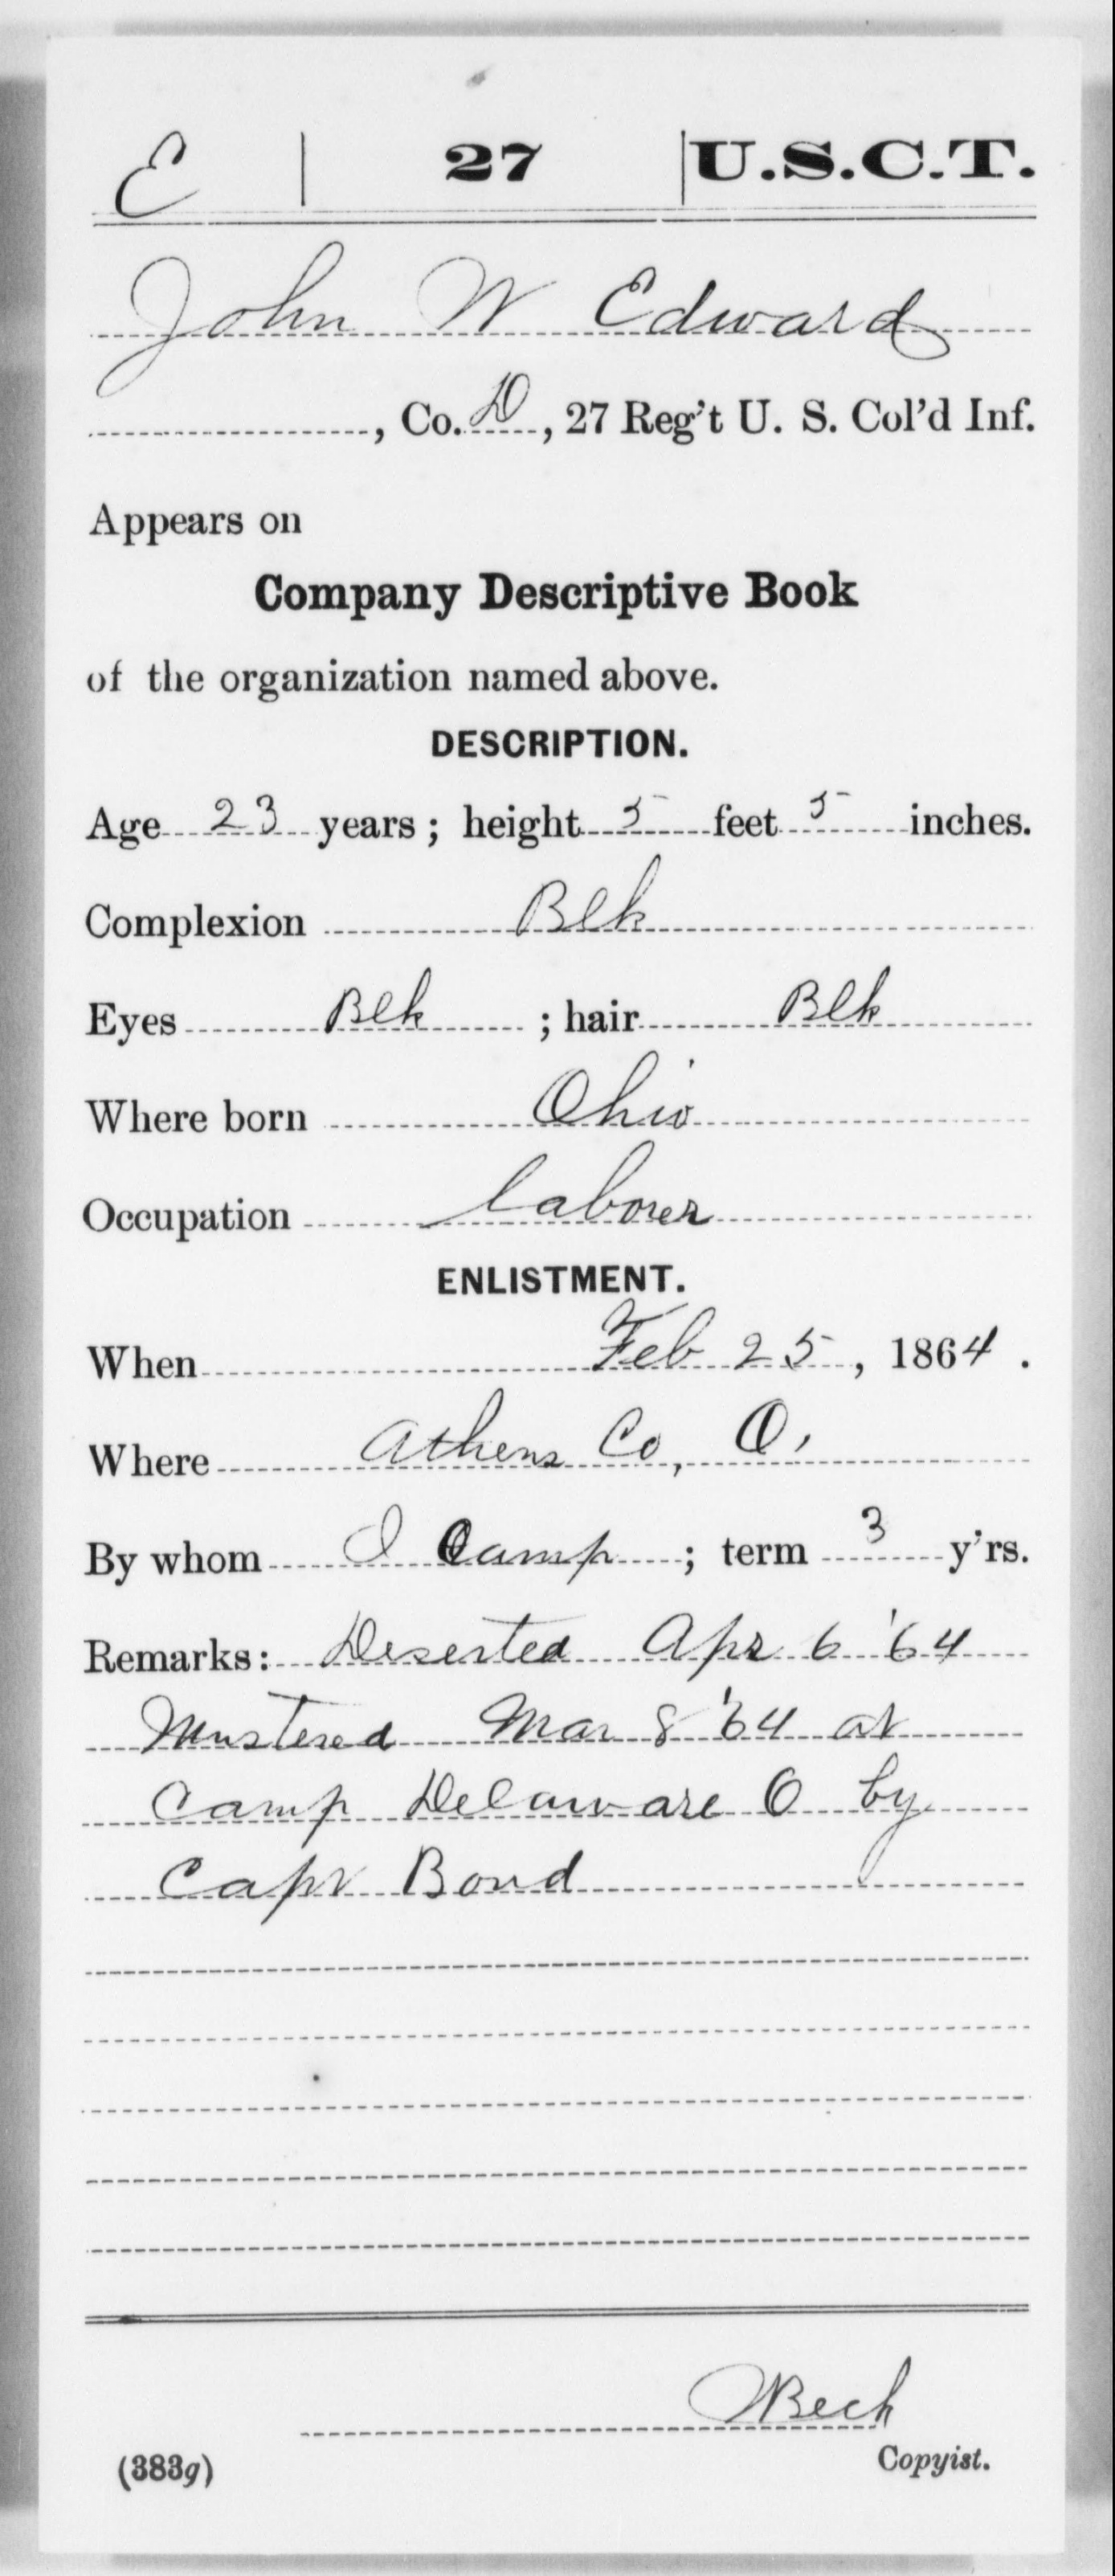 E | 27 | U.S.C.T.
John W Edward
, Co. D, 27 Reg't U. S. Col'd Inf.
Appears on
Company Descriptive Book
of the organization named above.
DESCRIPTION.
Age 23 years; height 5 feet 5 inches.
Complexion Blk
Eyes Blk ; hair Blk
Where born Ohio
Occupation laborer
ENLISTMENT.
When Feb 25, 1864.
Where Athens Co, O.
By whom I Camp; term 3 y'rs.
Remarks: Deserted Apr 6 '64
Mustered Mar 8 '64 at
Camp Delaware O by
Capt Bond
Beck
(383g) Copyist.